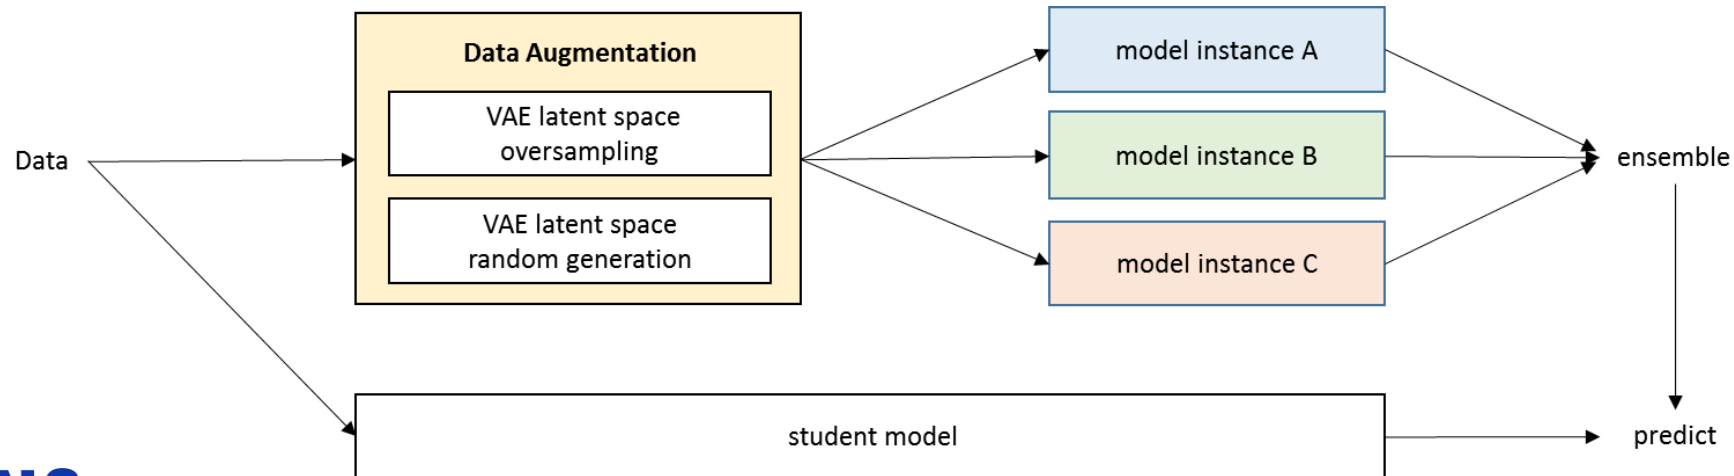 Data
Data Augmentation
VAE latent space
oversampling
VAE latent space
random generation
model instance A
model instance B
model instance C
ensemble
student model
predict